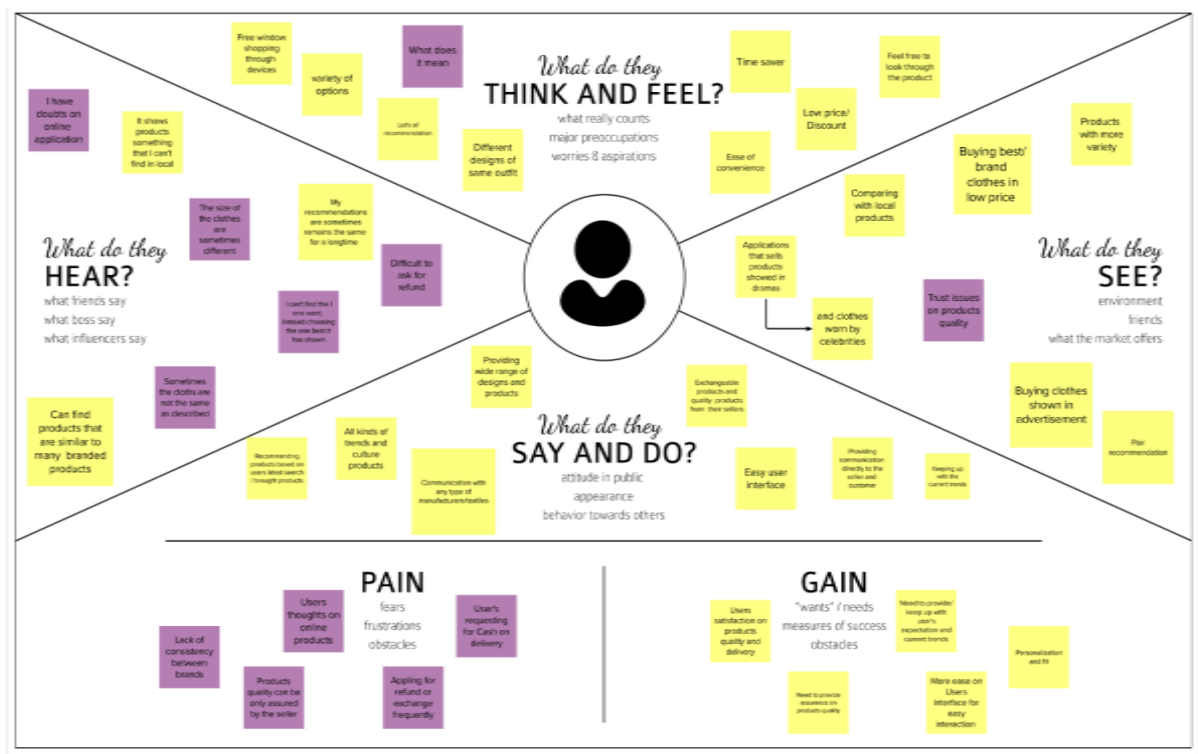 What do they
THINK AND FEEL?
what really counts
major preocupations
worries & aspirations
Free window
shopping
through
devices
variety of
options
What does
it mean
Lots of
recommendation
Different
designs of
same outfit
Time saver
Feel free to
look through
the product
Low price/
Discount
Ease of
convenience
What do they
HEAR?
what friends say
what boss say
what influencers say
I have
doubts on
online
application
It shows
products
something
that I can't
find in local
The size of
the clothes
are
sometimes
different
My
recommendations
are sometimes
remains the same
for a longtime
Difficult to
ask for
refund
I can't find the
one want,
instead choosing
the one best it
has shown
Sometimes
the cloths are
not the same
as described
Can find
products that
are similar to
many branded
products
What do they
SEE?
environment
friends
what the market offers
Products
with more
variety
Buying best/
brand
clothes in
low price
Comparing
with local
products
Applications
that sells
products
showed in
dramas
and clothes
worn by
celebrities
Trust issues
on products
quality
Buying clothes
shown in
advertisement
recommendation
What do they
SAY AND DO?
attitude in public
appearance
behavior towards others
Providing
wide range of
designs and
products
Exchangeable
products and
quality products
from their sellers
Recommending
products based on
users latest search
/ brought products
All kinds of
trends and
culture
products
Communication with
any type of
manufacturers/textiles
Easy user
interface
Providing
communication
directly to the
seller and
customer
Keeping up
with the
current trends
PAIN
fears
frustrations
obstacles
Users
thoughts on
online
products
User's
requesting
for Cash on
delivery
Lack of
consistency
between
brands
Products
quality can be
only assured
by the seller
Appling for
refund or
exchange
frequently
GAIN
"wants" / needs
measures of success
obstacles
Users
satisfaction on
products
quality and
delivery
Need to provide/
keep up with
user's
expectation and
current trends
Personalization
and fit
Need to provide
assurance on
products quality
More ease on
Users
Interface for
easy
interaction